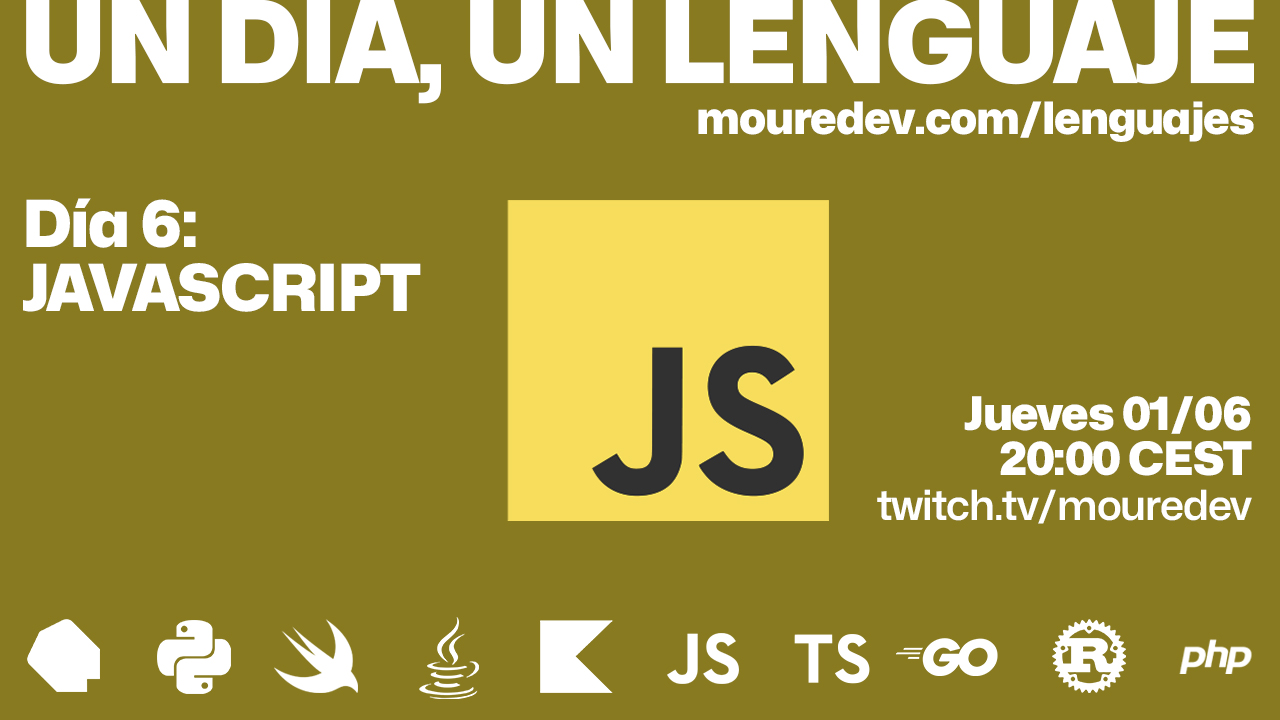 UN DÍA, UN LENGUAJE
mouredev.com/lenguajes
Día 6:
JAVASCRIPT
JS
Jueves 01/06
20:00 CEST
twitch.tv/mouredev
JS TS GO R php